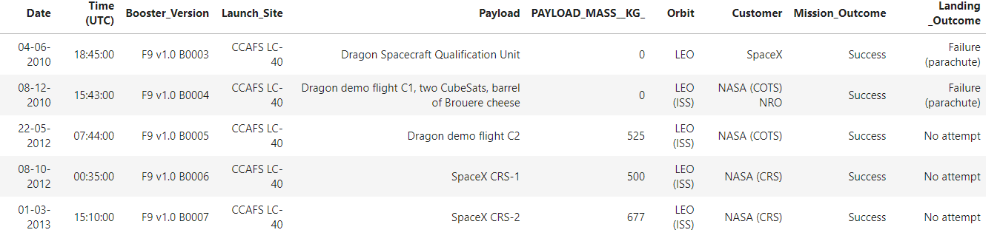 Date Time (UTC) Booster_Version Launch_Site Payload PAYLOAD_MASS__KG_ Orbit Customer Mission_Outcome Landing _Outcome
04-06-2010 18:45:00 F9 v1.0 B0003 CCAFS LC-40 Dragon Spacecraft Qualification Unit 0 LEO SpaceX Success Failure (parachute)
08-12-2010 15:43:00 F9 v1.0 B0004 CCAFS LC-40 Dragon demo flight C1, two CubeSats, barrel of Brouere cheese 0 LEO (ISS) NASA (COTS) NRO Success Failure (parachute)
22-05-2012 07:44:00 F9 v1.0 B0005 CCAFS LC-40 Dragon demo flight C2 525 LEO (ISS) NASA (COTS) Success No attempt
08-10-2012 00:35:00 F9 v1.0 B0006 CCAFS LC-40 SpaceX CRS-1 500 LEO (ISS) NASA (CRS) Success No attempt
01-03-2013 15:10:00 F9 v1.0 B0007 CCAFS LC-40 SpaceX CRS-2 677 LEO (ISS) NASA (CRS) Success No attempt